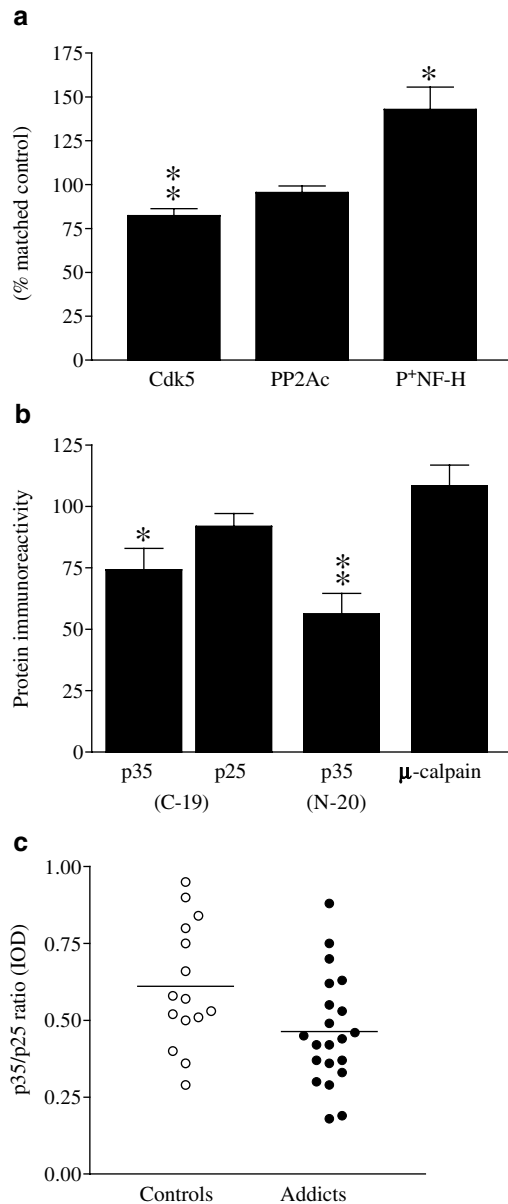 a
(% matched control)
175
150
125
100
75
50
25
0
*
*
*
Cdk5 PP2Ac P⁺NF-H
b
Protein immunoreactivity
125
100
75
50
25
0
*
*
*
p35 p25 p35 μ-calpain
(C-19) (N-20)
c
p35/p25 ratio (IOD)
1.00
0.75
0.50
0.25
0.00
Controls Addicts